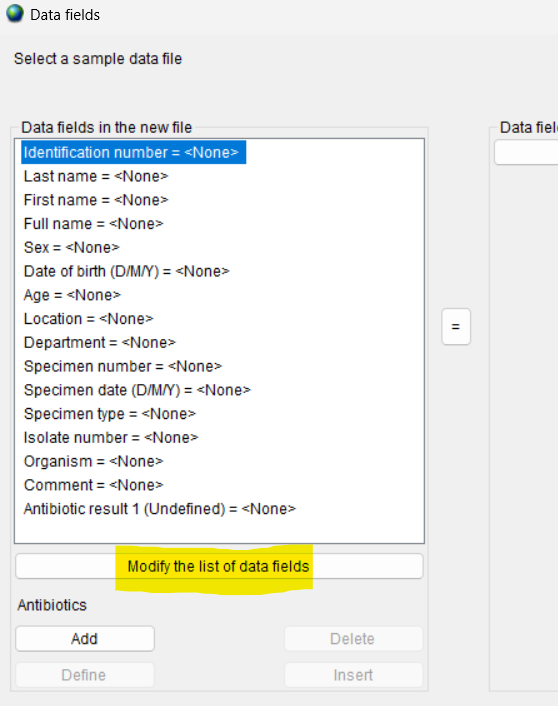 Data fields
Select a sample data file
Data fields in the new file
Identification number = <None>
Last name = <None>
First name = <None>
Full name = <None>
Sex = <None>
Date of birth (D/M/Y) = <None>
Age = <None>
Location = <None>
Department = <None>
Specimen number = <None>
Specimen date (D/M/Y) = <None>
Specimen type = <None>
Isolate number = <None>
Organism = <None>
Comment = <None>
Antibiotic result 1 (Undefined) = <None>
Modify the list of data fields
Antibiotics
Add
Delete
Define
Insert
=
Data fiel